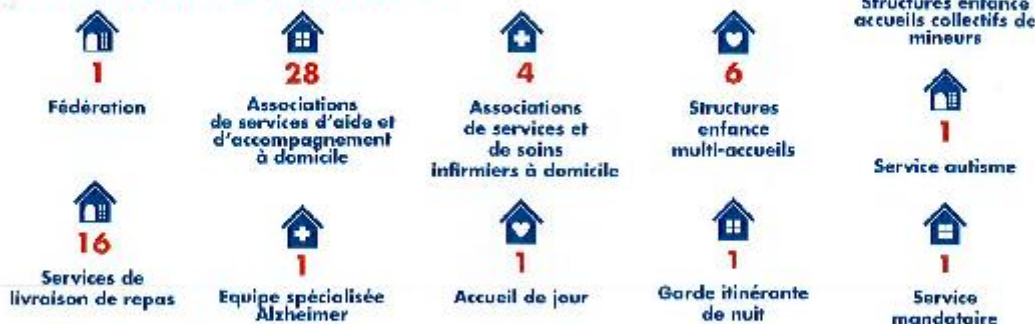 1
Fédération
28
Associations
de services d'aide et
d'accompagnement
à domicile
4
Associations
de services et
de soins
infirmiers à domicile
6
Structures
enfance
multi-accueils
Structures enfance
accueils collectifs de
mineurs
1
Service autisme
16
Services de
livraison de repas
1
Equipe spécialisée
Alzheimer
1
Accueil de jour
1
Garde itinérante
de nuit
1
Service
mandataire